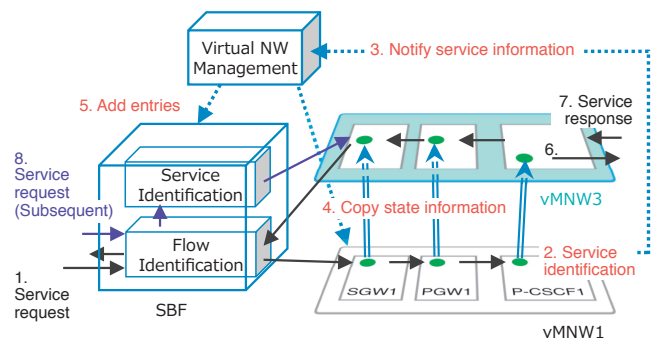 Virtual NW
Management
3. Notify service information
5. Add entries
7. Service
response
8.
Service
request
(Subsequent)
Service
Identification
6.
vMNW3
4. Copy state information
Flow
Identification
2. Service
identification
1.
Service
request
SBF
SGW1
PGW1
P-CSCF1
vMNW1